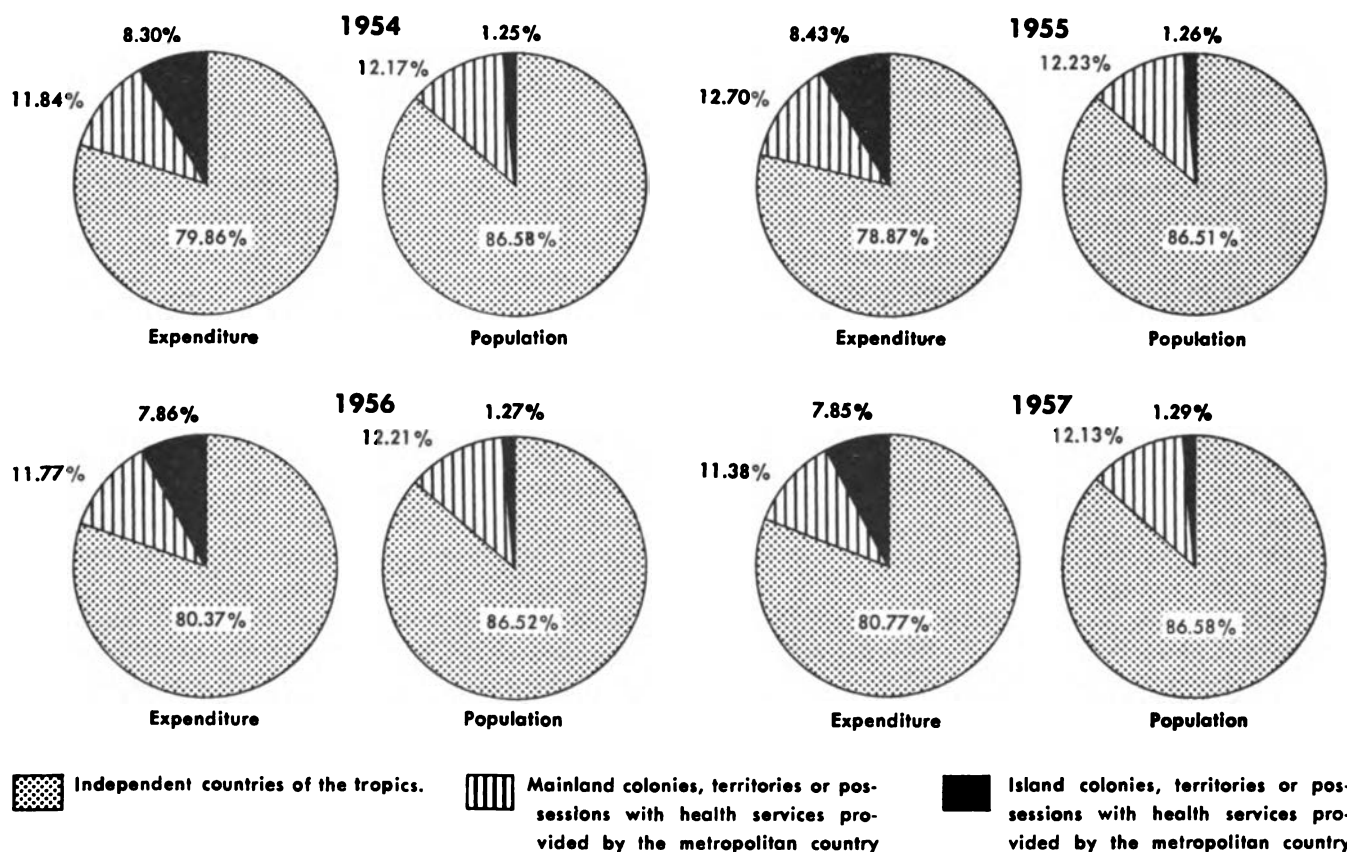 1954
8.30%
1.25%
12.17%
11.84%
79.86%
86.58%
Expenditure
Population
1955
8.43%
1.26%
12.23%
12.70%
78.87%
86.51%
Expenditure
Population
1956
7.86%
1.27%
12.21%
11.77%
80.37%
86.52%
Expenditure
Population
1957
7.85%
1.29%
12.13%
11.38%
80.77%
86.58%
Expenditure
Population
Independent countries of the tropics.
Mainland colonies, territories or pos-
sessions with health services pro-
vided by the metropolitan country
Island colonies, territories or pos-
sessions with health services pro-
vided by the metropolitan country